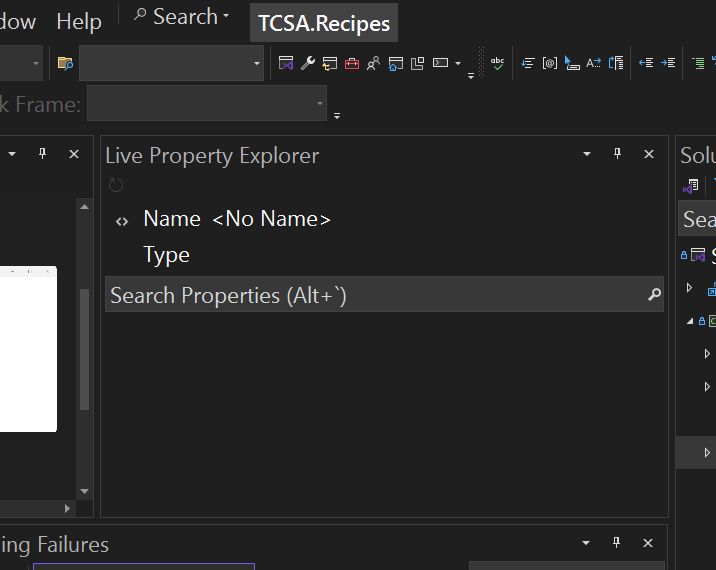 dow Help Search TCSA.Recipes
abc
k Frame:
Live Property Explorer
Solu
Name <No Name>
Sea
Type
Search Properties (Alt+`)
ing Failures